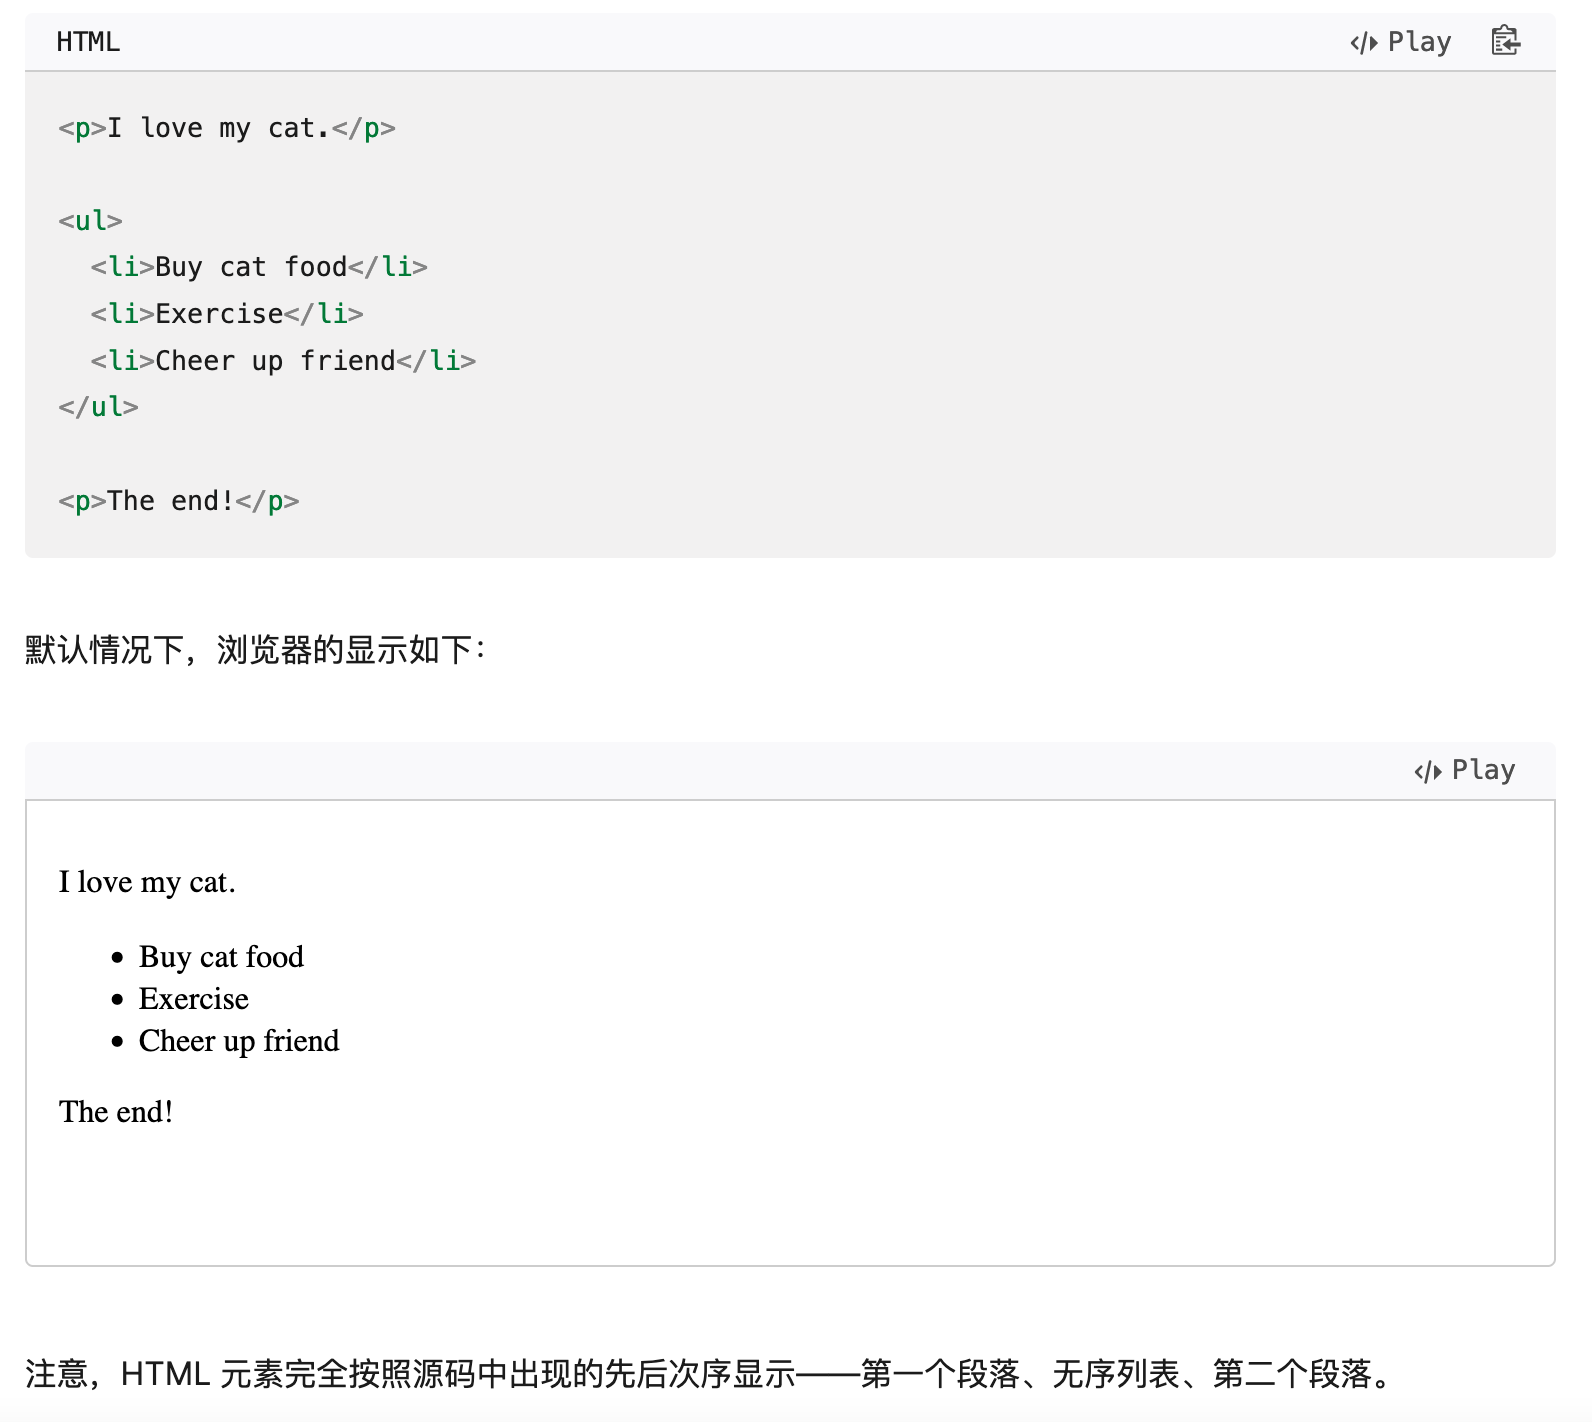 HTML
Play
<p>I love my cat.</p>
<ul>
  <li>Buy cat food</li>
  <li>Exercise</li>
  <li>Cheer up friend</li>
</ul>
<p>The end!</p>
默认情况下，浏览器的显示如下：
Play
I love my cat.
• Buy cat food
• Exercise
• Cheer up friend
The end!
注意，HTML 元素完全按照源码中出现的先后次序显示——第一个段落、无序列表、第二个段落。